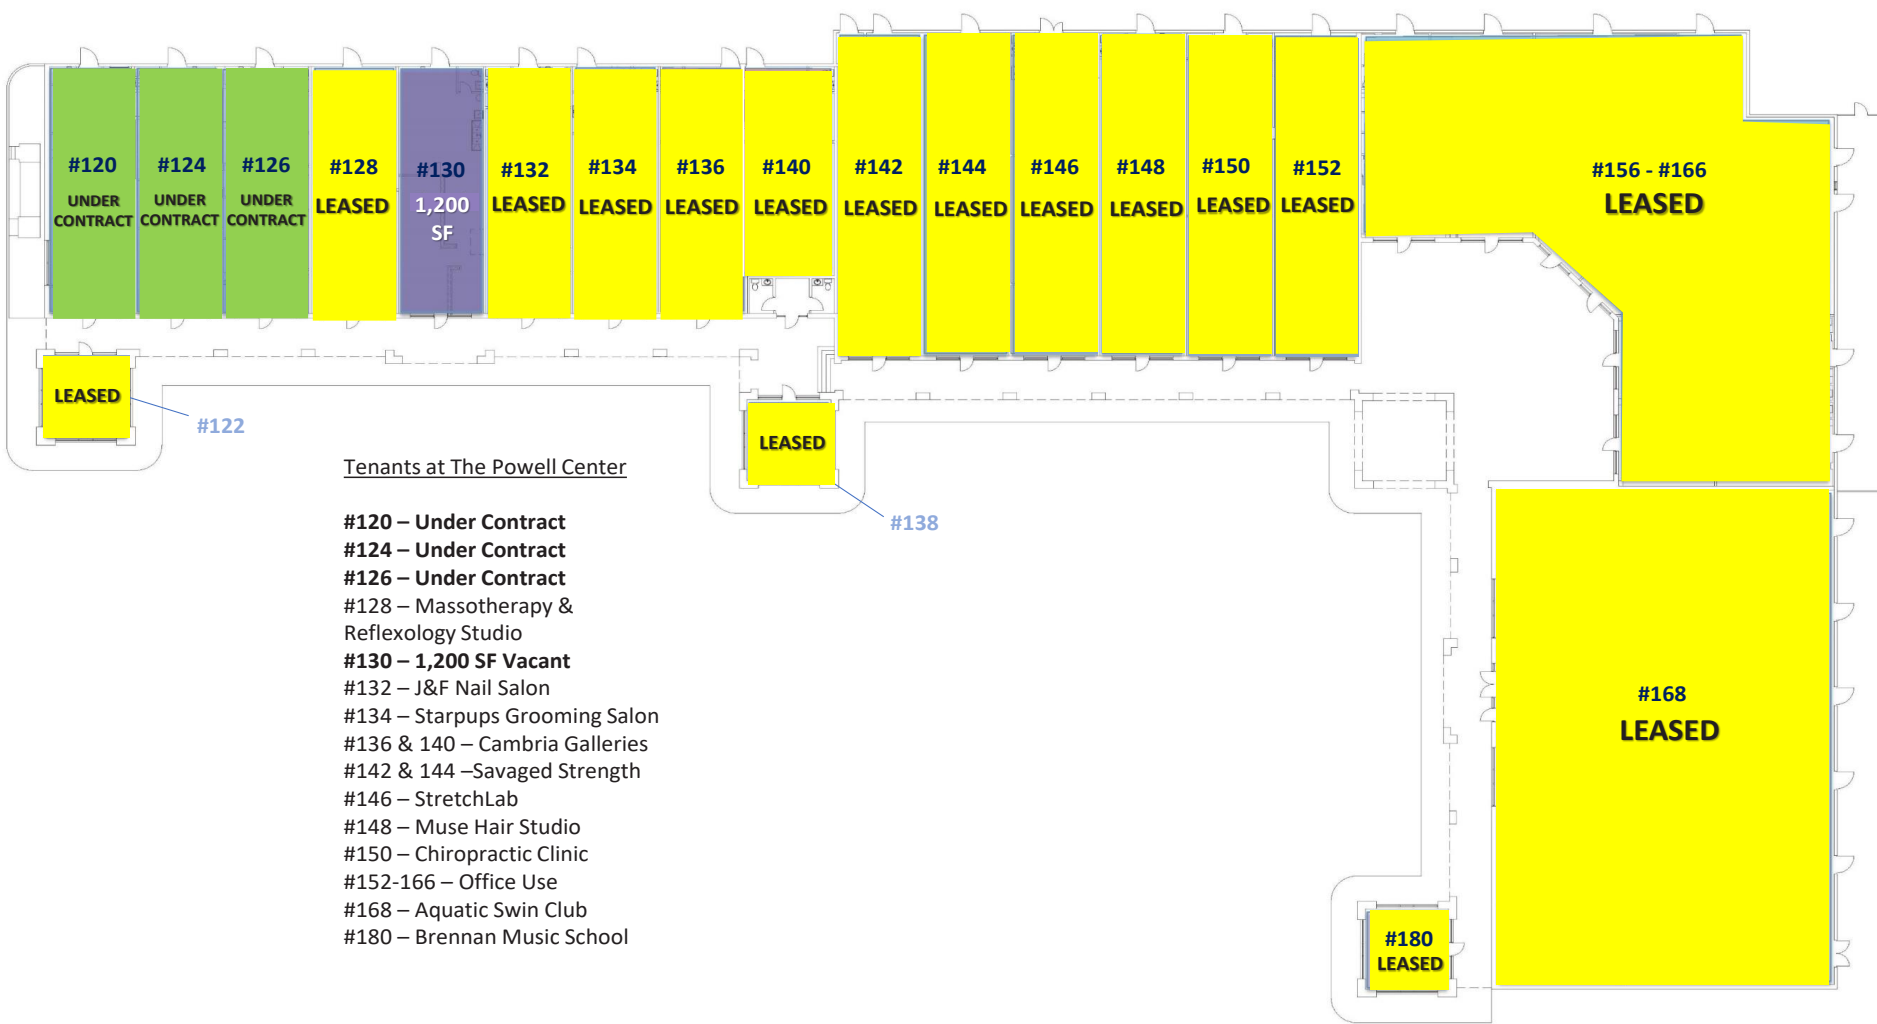 #120
UNDER
CONTRACT
#124
UNDER
CONTRACT
#126
UNDER
CONTRACT
#128
LEASED
#130
1,200
SF
#132
LEASED
#134
LEASED
#136
LEASED
#140
LEASED
#142
LEASED
#144
LEASED
#146
LEASED
#148
LEASED
#150
LEASED
#152
LEASED
#156 - #166
LEASED
LEASED
#122
LEASED
#138
Tenants at The Powell Center
#120 – Under Contract
#124 – Under Contract
#126 – Under Contract
#128 – Massotherapy &
Reflexology Studio
#130 – 1,200 SF Vacant
#132 – J&F Nail Salon
#134 – Starpups Grooming Salon
#136 & 140 – Cambria Galleries
#142 & 144 –Savaged Strength
#146 – StretchLab
#148 – Muse Hair Studio
#150 – Chiropractic Clinic
#152-166 – Office Use
#168 – Aquatic Swin Club
#180 – Brennan Music School
#168
LEASED
#180
LEASED